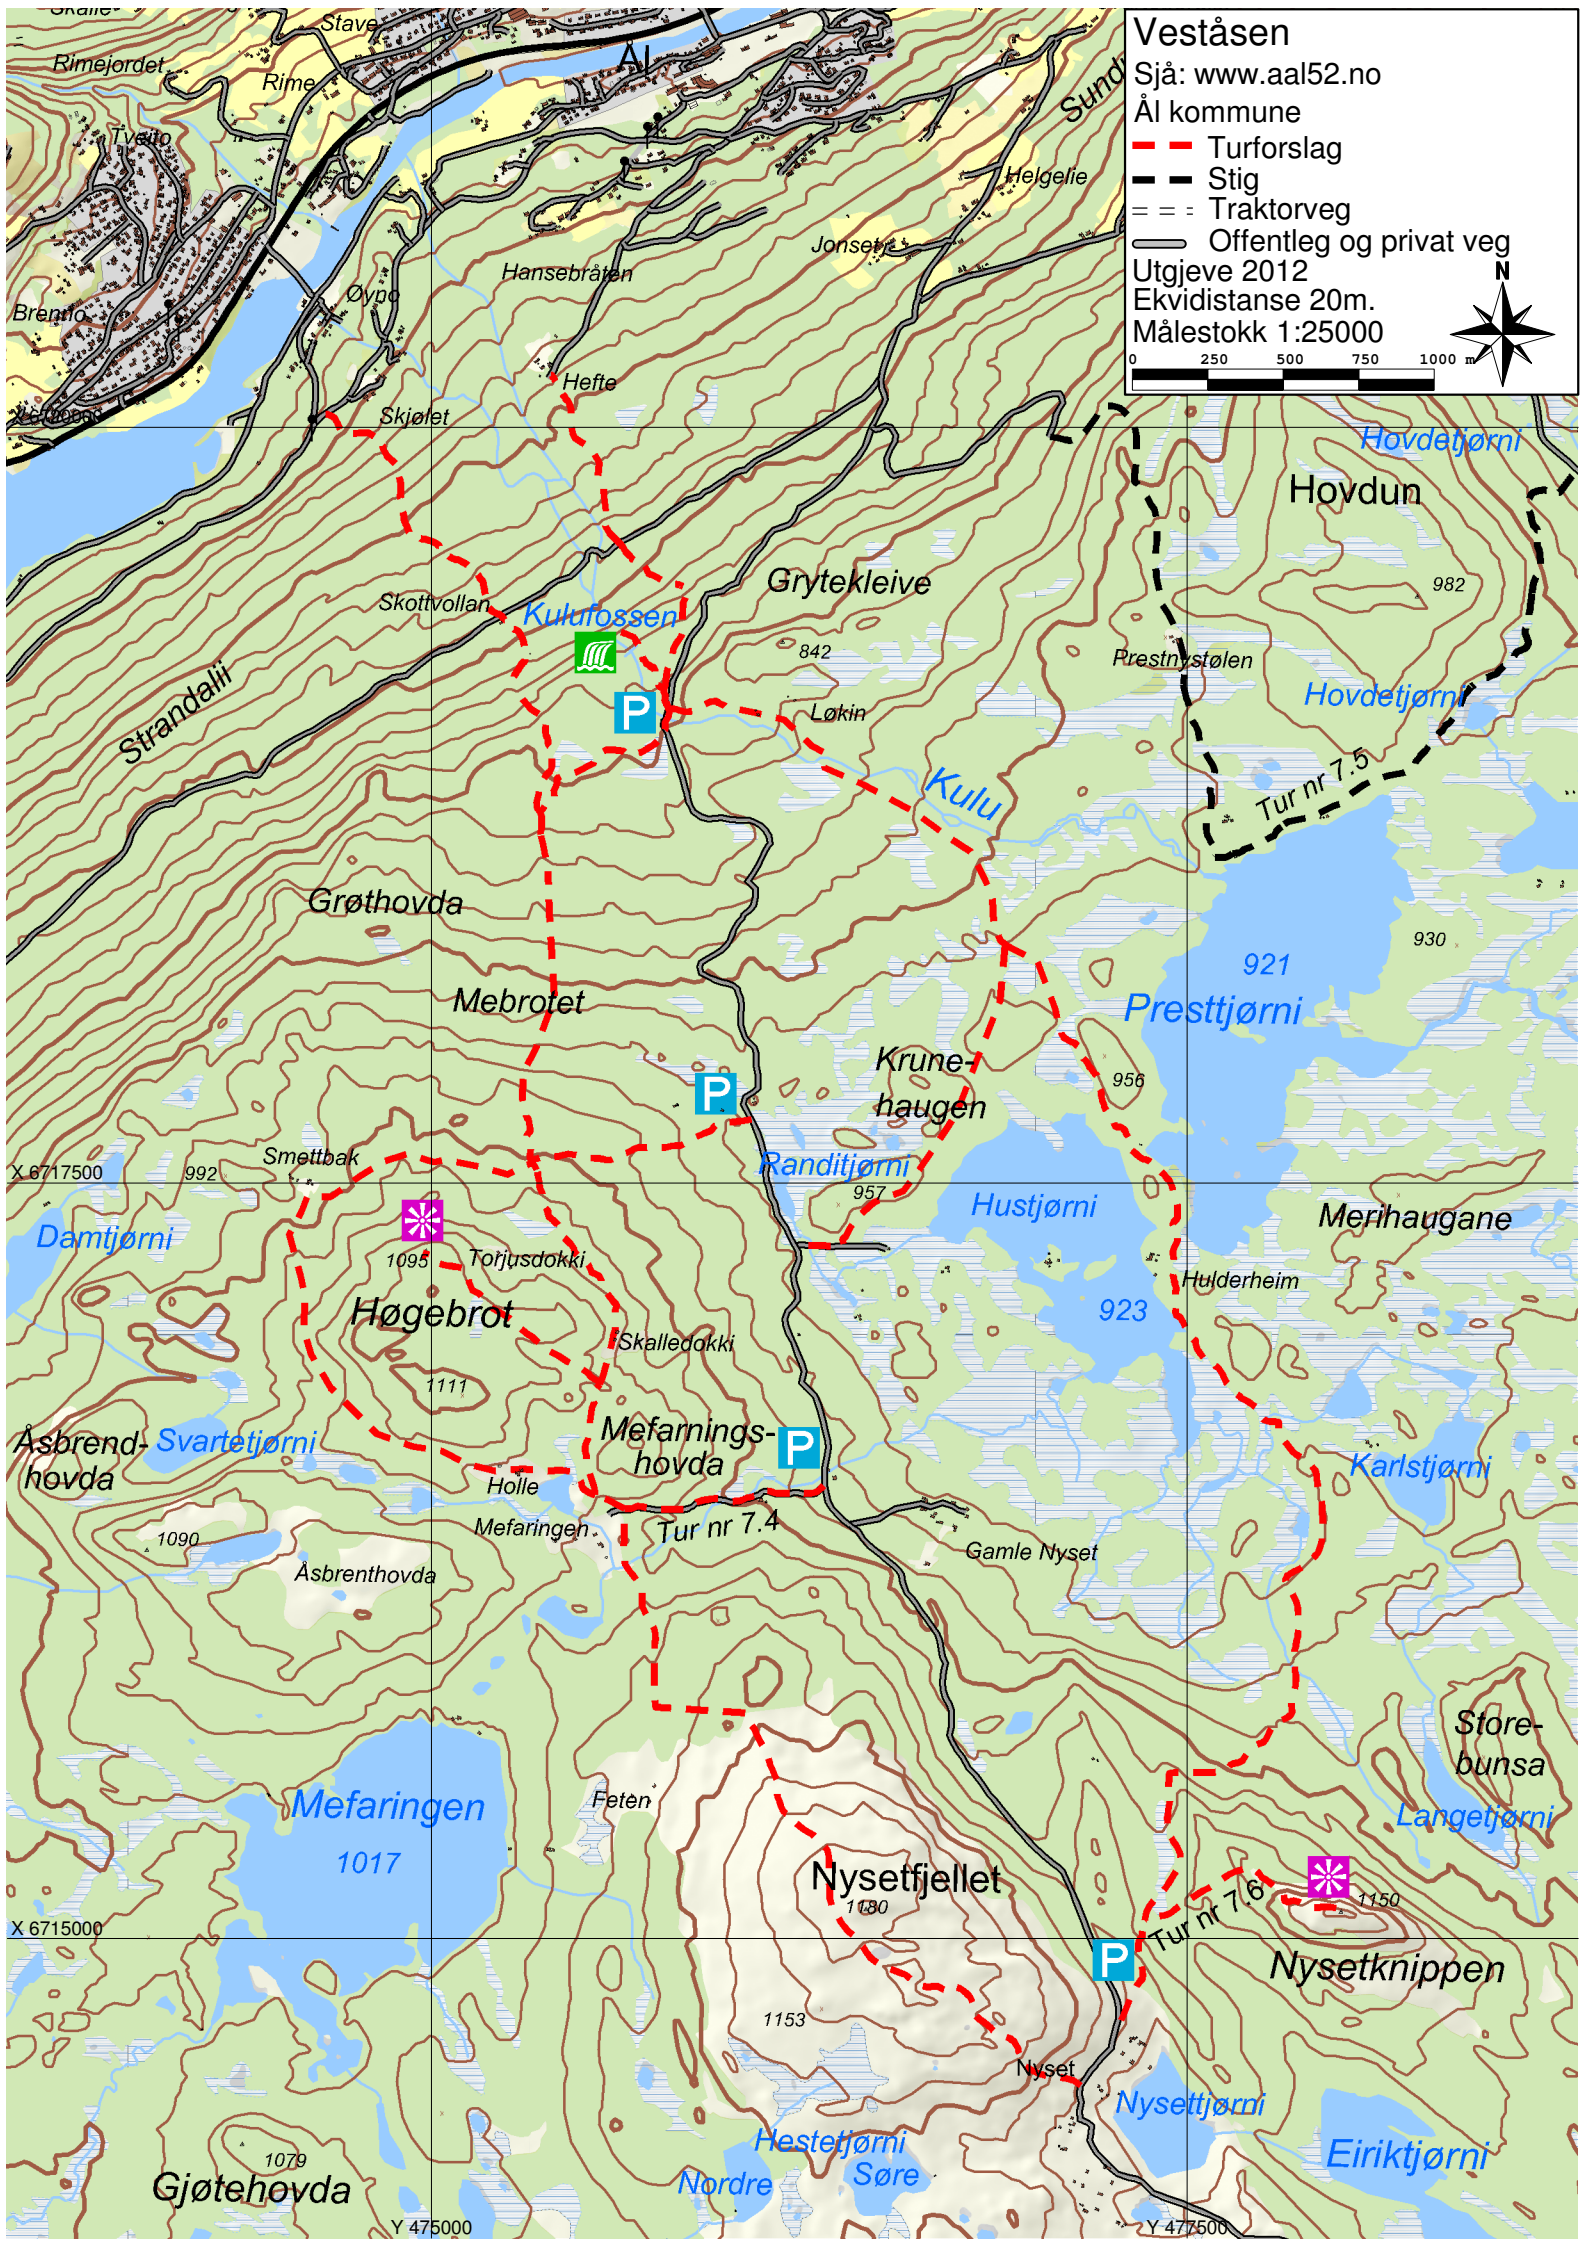 Veståsen
Sjå: www.aal52.no
Ål kommune
Turforslag
Stig
Traktorveg
Offentleg og privat veg
Utgjeve 2012
Ekvidistanse 20m.
Målestokk 1:25000
N
0 250 500 750 1000 m
Stave
Rimejordet
Rime
Ål
Tveito
Helgelie
Jonset
Hansebråten
Øyno
Brenno
Hefte
Skjølet
Hovdetjørni
Hovdun
982
Grytekleive
Skottvollan
Kulufossen
842
Prestnystølen
Hovdetjørni
P
Løkin
Strandalii
Tur nr 7.5
Kulu
Grøthovda
930
921
Presttjørni
Mebrotet
Krune-
haugen
956
P
Smettbak
992
X 6717500
Randitjørni
957
Hustjørni
Merihaugane
Damtjørni
1095
Torjusdokki
Hulderheim
923
Høgebrot
Skalledokki
1111
Mefarnings-
hovda
P
Åsbrend-
hovda
Svartetjørni
Holle
Karlstjørni
Mefaringen
Tur nr 7.4
1090
Gamle Nyset
Åsbrenthovda
Store-
bunsa
Feten
Mefaringen
1017
Langetjørni
Nysetfjellet
1180
1150
Tur nr 7.6
X 6715000
P
Nysetknippen
1153
Nyset
Nysettjørni
Hestetjørni
Nordre
Søre
Eiriktjørni
1079
Gjøtehovda
Y 475000
Y 477500